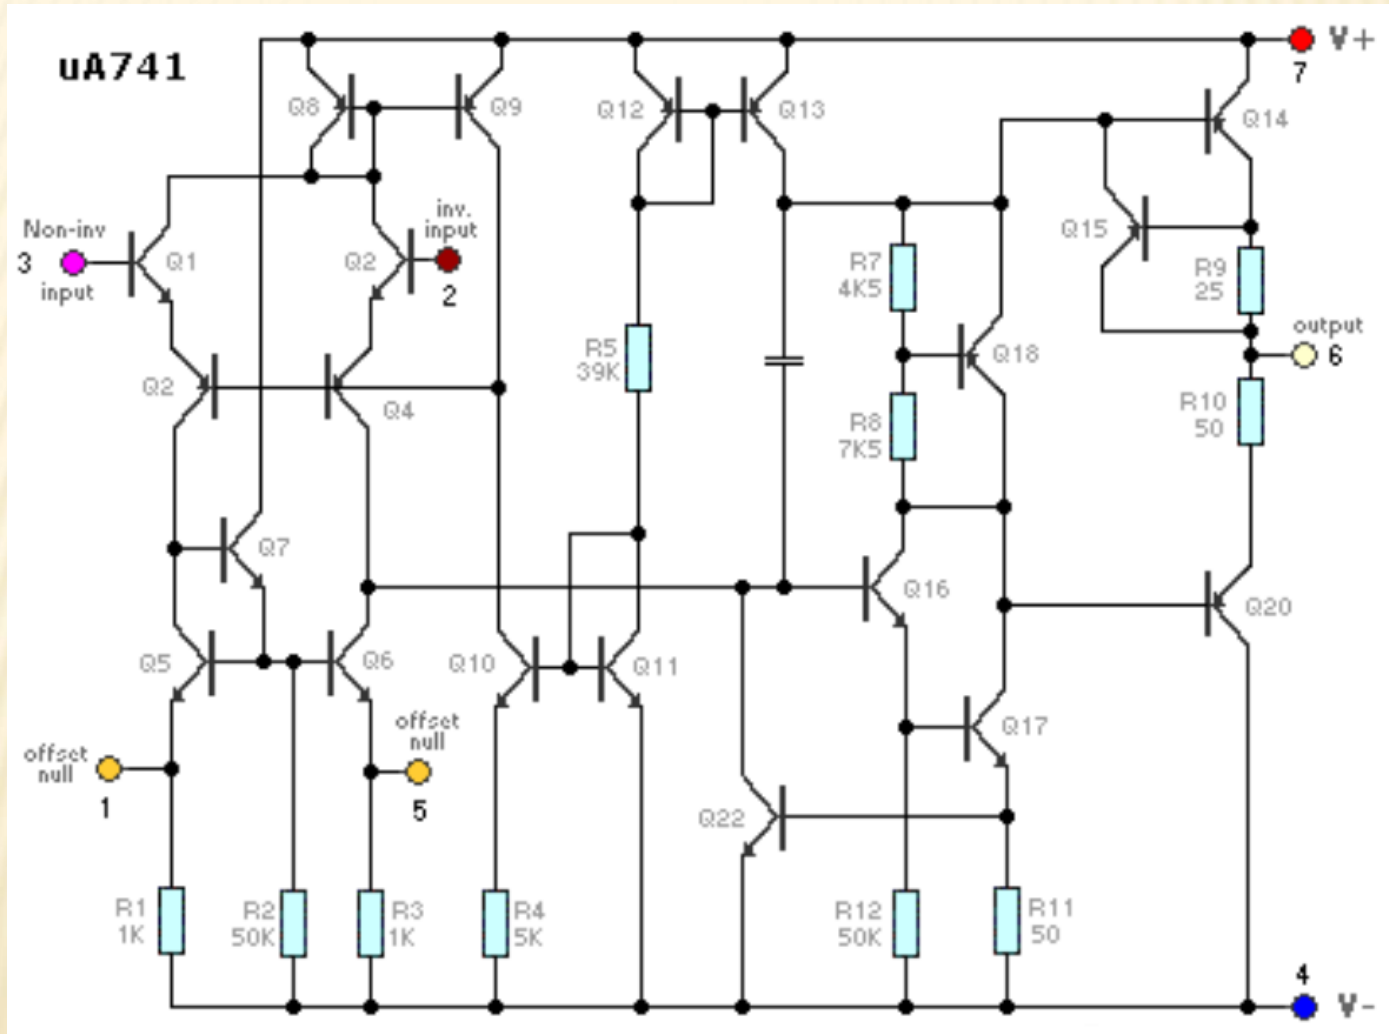 uA741
V+
7
Q8
Q9
Q12
Q13
Q14
Non-inv
3
input
Q1
Q2
inv.
input
2
Q15
R7
4K5
R9
25
output
6
R5
39K
Q18
Q2
Q4
R8
7K5
R10
50
Q7
Q16
Q20
Q5
Q6
Q10
Q11
offset
null
1
offset
null
5
Q17
Q22
R1
1K
R2
50K
R3
1K
R4
5K
R12
50K
R11
50
4
V-